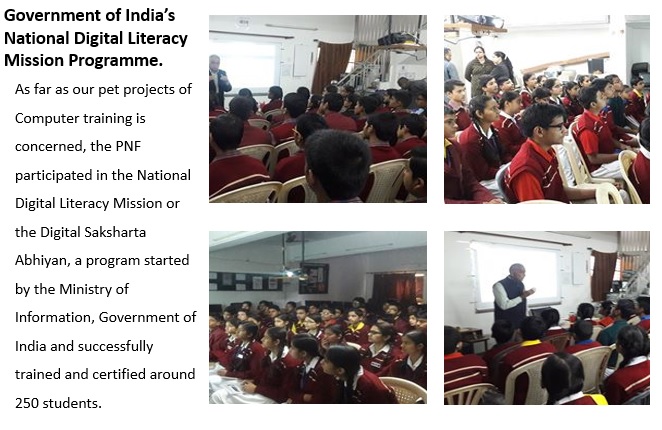 Government of India’s
National Digital Literacy
Mission Programme.
As far as our pet projects of
Computer training is
concerned, the PNF
participated in the National
Digital Literacy Mission or
the Digital Saksharta
Abhiyan, a program started
by the Ministry of
Information, Government of
India and successfully
trained and certified around
250 students.